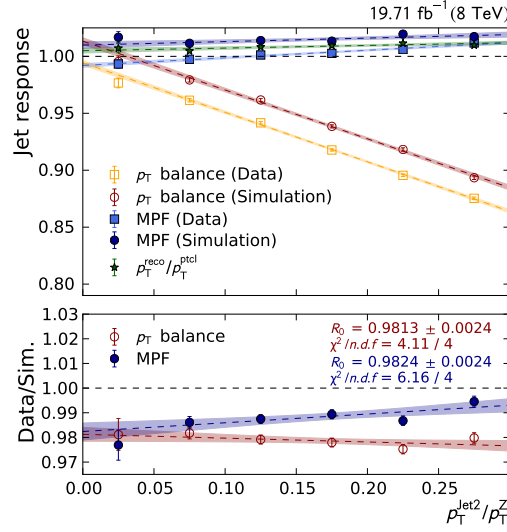 19.71 fb⁻¹(8 TeV)
Jet response
1.00
0.95
0.90
0.85
0.80
p_T balance (Data)
p_T balance (Simulation)
MPF (Data)
MPF (Simulation)
p_T^reco/p_T^ptcl
Data/Sim.
1.03
1.02
1.01
1.00
0.99
0.98
0.97
p_T balance
MPF
R₀ = 0.9813 ± 0.0024
χ²/n.d.f = 4.11 / 4
R₀ = 0.9824 ± 0.0024
χ²/n.d.f = 6.16 / 4
0.00 0.05 0.10 0.15 0.20 0.25
p_T^Jet2/p_T^Z